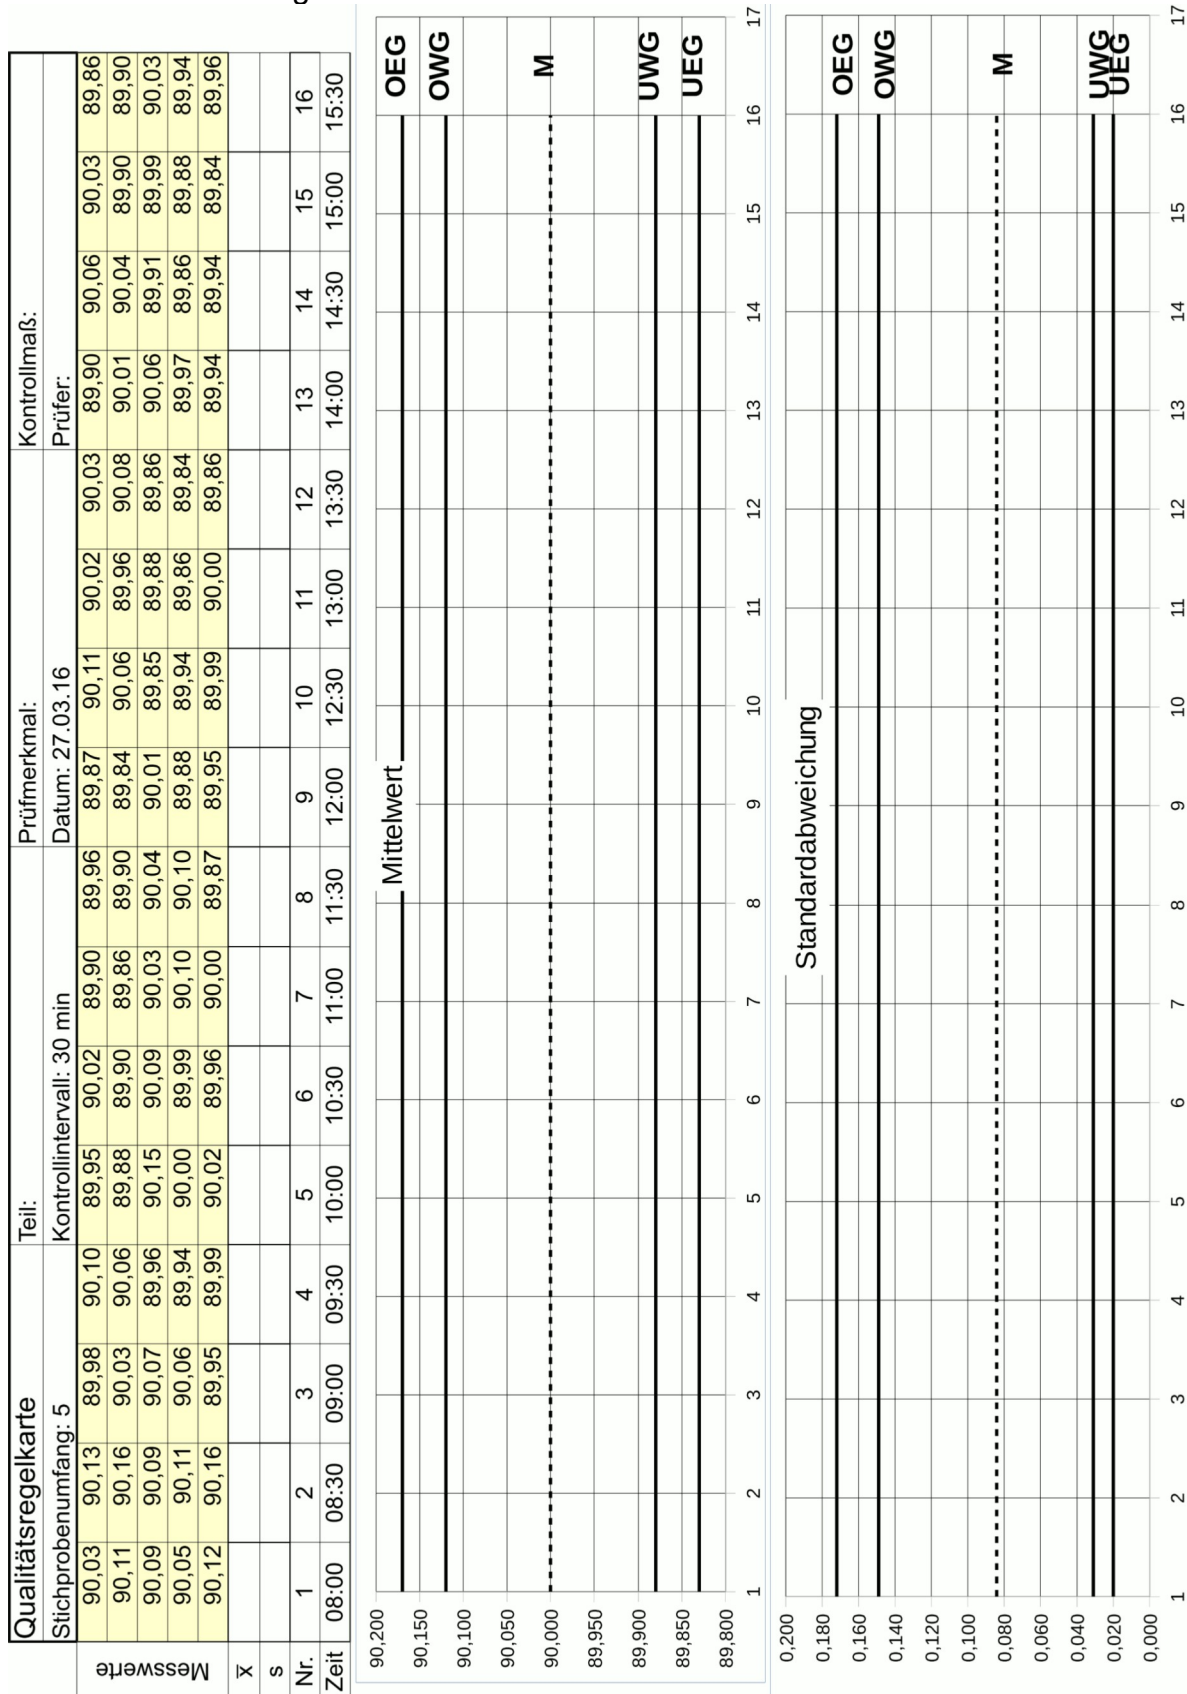 Qualitätsregelkarte Teil: Prüfmerkmal: Kontrollmaß:
Stichprobenumfang: 5 Kontrollintervall: 30 min Datum: 27.03.16 Prüfer:
Messwerte
90,03 90,13 89,98 90,10 89,95 90,02 89,90 89,96 89,87 90,11 90,02 90,03 89,90 90,06 90,03 89,86
90,11 90,16 90,03 90,06 89,88 89,90 89,86 89,90 89,84 90,06 89,96 90,08 90,01 90,04 89,90 89,90
90,09 90,09 90,07 89,96 90,15 90,09 90,03 90,04 90,01 89,85 89,88 89,86 90,06 89,91 89,99 90,03
90,05 90,11 90,06 89,94 90,00 89,99 90,10 90,10 89,88 89,94 89,86 89,84 89,97 89,86 89,88 89,94
90,12 90,16 89,95 89,99 90,02 89,96 90,00 89,87 89,95 89,99 90,00 89,86 89,94 89,94 89,84 89,96
x̅
s
Nr. 1 2 3 4 5 6 7 8 9 10 11 12 13 14 15 16
Zeit 08:00 08:30 09:00 09:30 10:00 10:30 11:00 11:30 12:00 12:30 13:00 13:30 14:00 14:30 15:00 15:30
Mittelwert
90,200
90,150
90,100
90,050
90,000
89,950
89,900
89,850
89,800
OEG
OWG
M
UWG
UEG
1 2 3 4 5 6 7 8 9 10 11 12 13 14 15 16 17
Standardabweichung
0,200
0,180
0,160
0,140
0,120
0,100
0,080
0,060
0,040
0,020
0,000
OEG
OWG
M
UWG
UEG
1 2 3 4 5 6 7 8 9 10 11 12 13 14 15 16 17